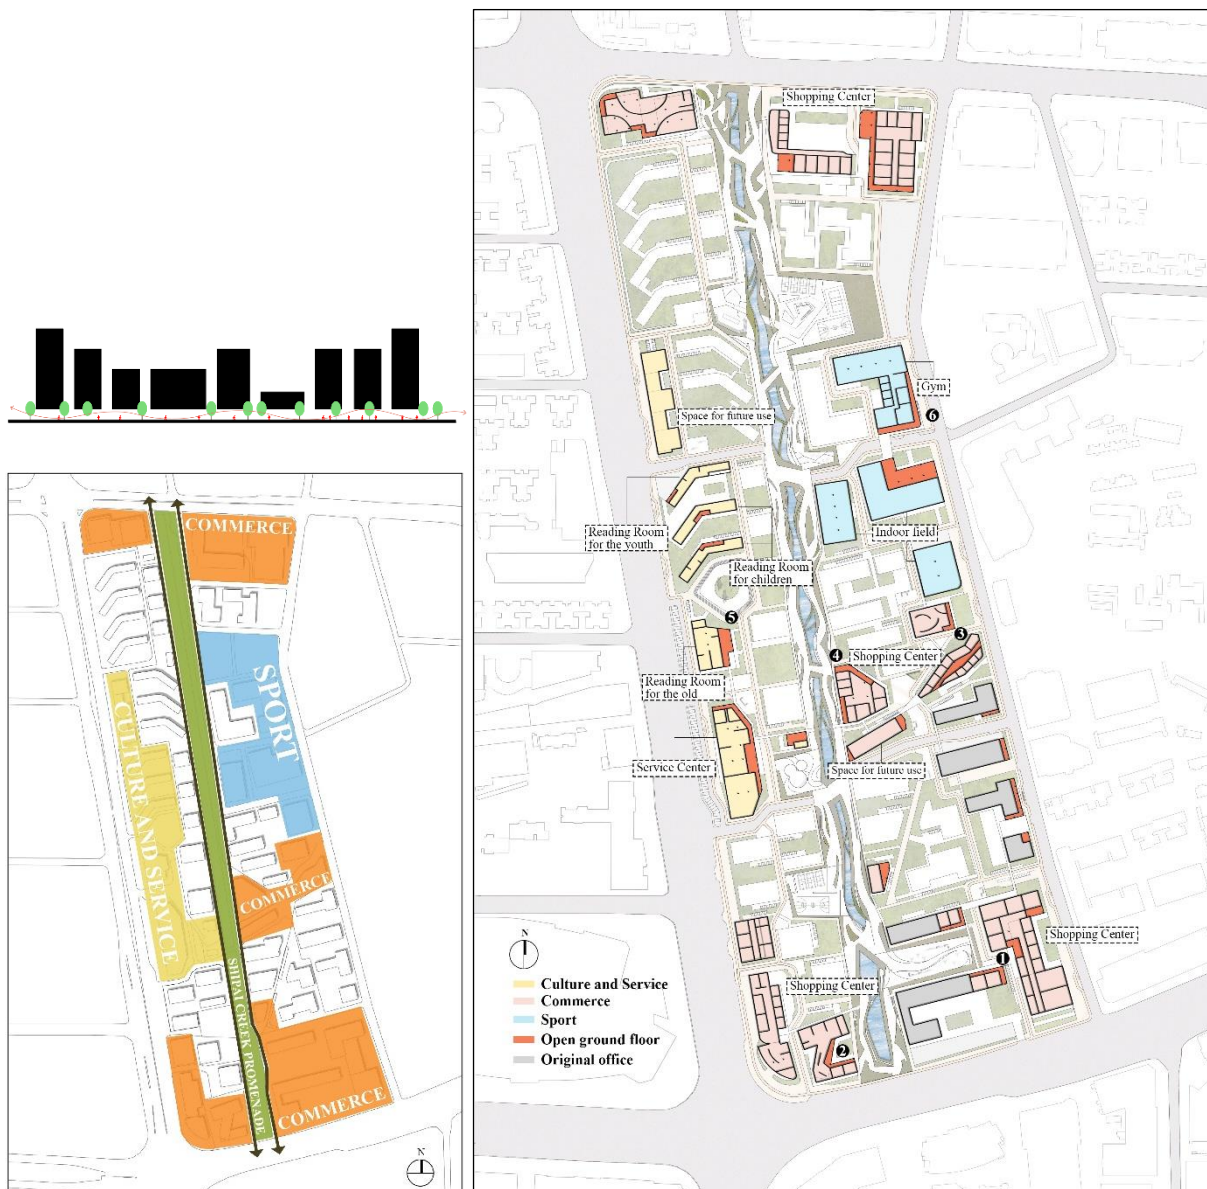 COMMERCE
SPORT
CULTURE AND SERVICE
COMMERCE
SHIPAI CREEK PROMENADE
COMMERCE
N
Shopping Center
Gym
6
Space for future use
Reading Room
for the youth
Indoor field
Reading Room
for children
5
3
4
Shopping Center
Reading Room
for the old
Service Center
Space for future use
Shopping Center
1
Shopping Center
2
N
Culture and Service
Commerce
Sport
Open ground floor
Original office